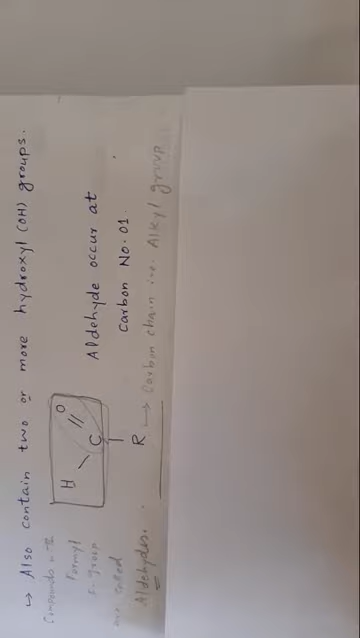 ↳ Also contain two or more hydroxyl (OH) groups.
Compounds
H O
C
R
Formyl
group
are called
Aldehydes.
Aldehyde occur at
Carbon No. 01.
↳ Carbon chain i.e. Alkyl group